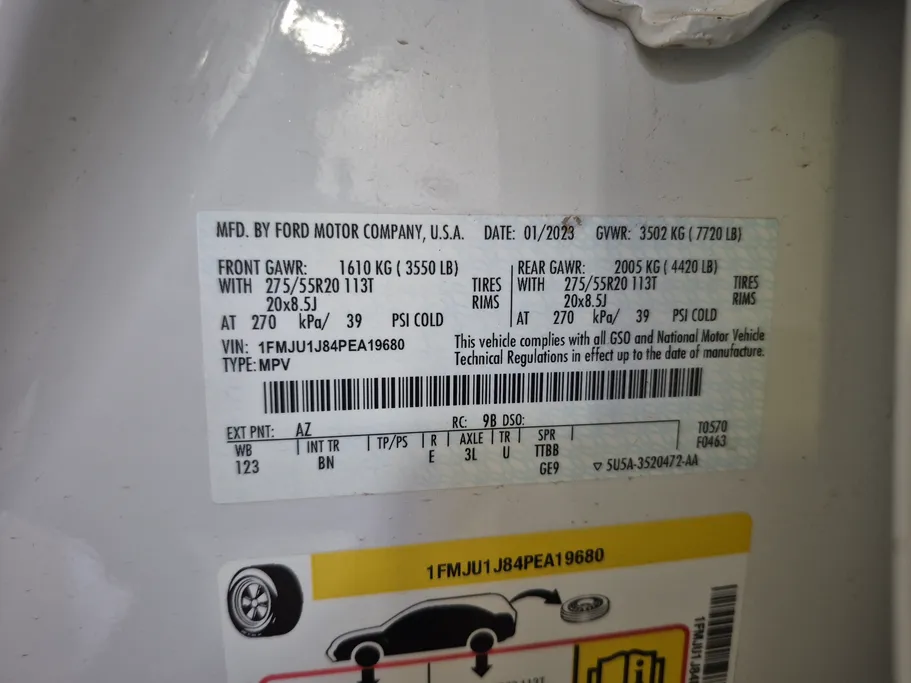 MFD. BY FORD MOTOR COMPANY, U.S.A. DATE: 01/2023 GVWR: 3502 KG ( 7720 LB)
FRONT GAWR: 1610 KG ( 3550 LB) REAR GAWR: 2005 KG ( 4420 LB)
WITH 275/55R20 113T TIRES WITH 275/55R20 113T TIRES
20x8.5J RIMS 20x8.5J RIMS
AT 270 kPa/ 39 PSI COLD AT 270 kPa/ 39 PSI COLD
VIN: 1FMJU1J84PEA19680 This vehicle complies with all GSO and National Motor Vehicle
TYPE: MPV Technical Regulations in effect up to the date of manufacture.
EXT PNT: AZ RC: 9B DSO:
WB INT TR TP/PS R AXLE TR SPR T0570
123 BN E 3L U TTBB F0463
GE9 ▽ 5U5A-3520472-AA
1FMJU1J84PEA19680